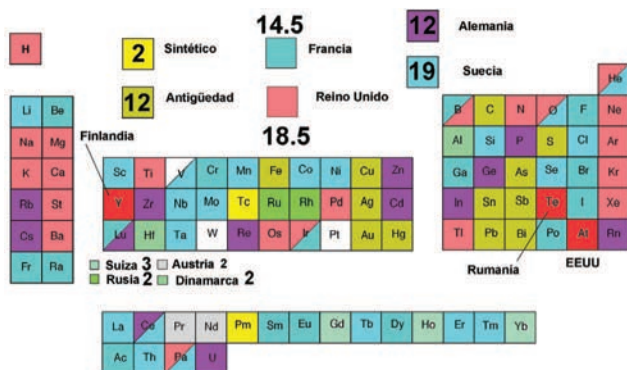 14.5
12 Alemania
H
2 Sintético
Francia
19 Suecia
He
12 Antigüedad
Reino Unido
18.5
Li Be
B C N O F Ne
Finlandia
Na Mg
Al Si P S Cl Ar
K Ca
Sc Ti V Cr Mn Fe Co Ni Cu Zn
Ga Ge As Se Br Kr
Rb Sr
Y Zr Nb Mo Tc Ru Rh Pd Ag Cd
In Sn Sb Te I Xe
Cs Ba
Lu Hf Ta W Re Os Ir Pt Au Hg
Tl Pb Bi Po At Rn
Fr Ra
Suiza 3 Austria 2
Rusia 2 Dinamarca 2
Rumania
EEUU
La Ce Pr Nd Pm Sm Eu Gd Tb Dy Ho Er Tm Yb
Ac Th Pa U